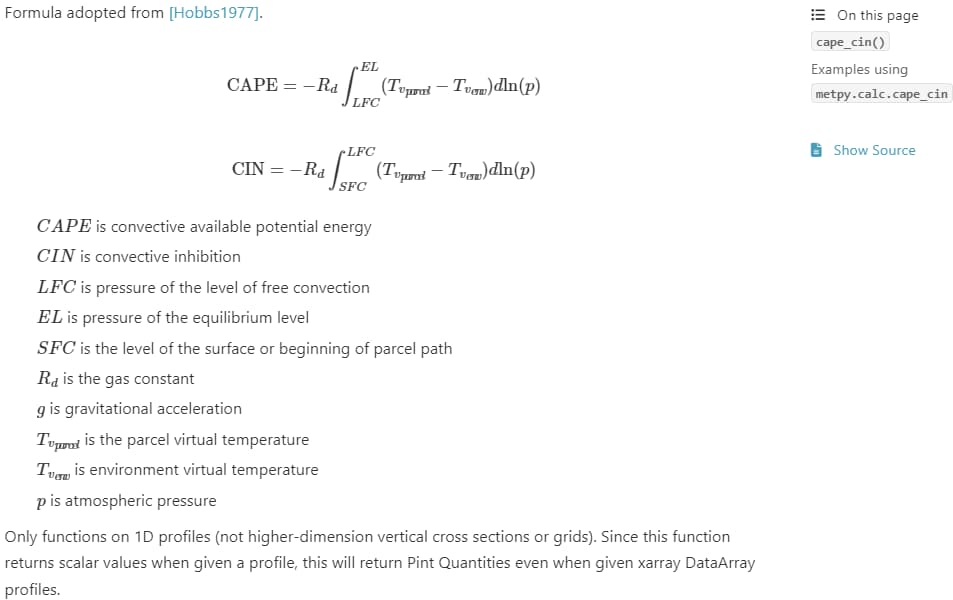 Formula adopted from [Hobbs1977].
CAPE = −R_d ∫_{LFC}^{EL} (T_{v_{parcel}} − T_{v_{env}}) d ln(p)
CIN = −R_d ∫_{SFC}^{LFC} (T_{v_{parcel}} − T_{v_{env}}) d ln(p)
CAPE is convective available potential energy
CIN is convective inhibition
LFC is pressure of the level of free convection
EL is pressure of the equilibrium level
SFC is the level of the surface or beginning of parcel path
R_d is the gas constant
g is gravitational acceleration
T_{v_{parcel}} is the parcel virtual temperature
T_{v_{env}} is environment virtual temperature
p is atmospheric pressure
Only functions on 1D profiles (not higher-dimension vertical cross sections or grids). Since this function
returns scalar values when given a profile, this will return Pint Quantities even when given xarray DataArray
profiles.
On this page
cape_cin()
Examples using
metpy.calc.cape_cin
Show Source